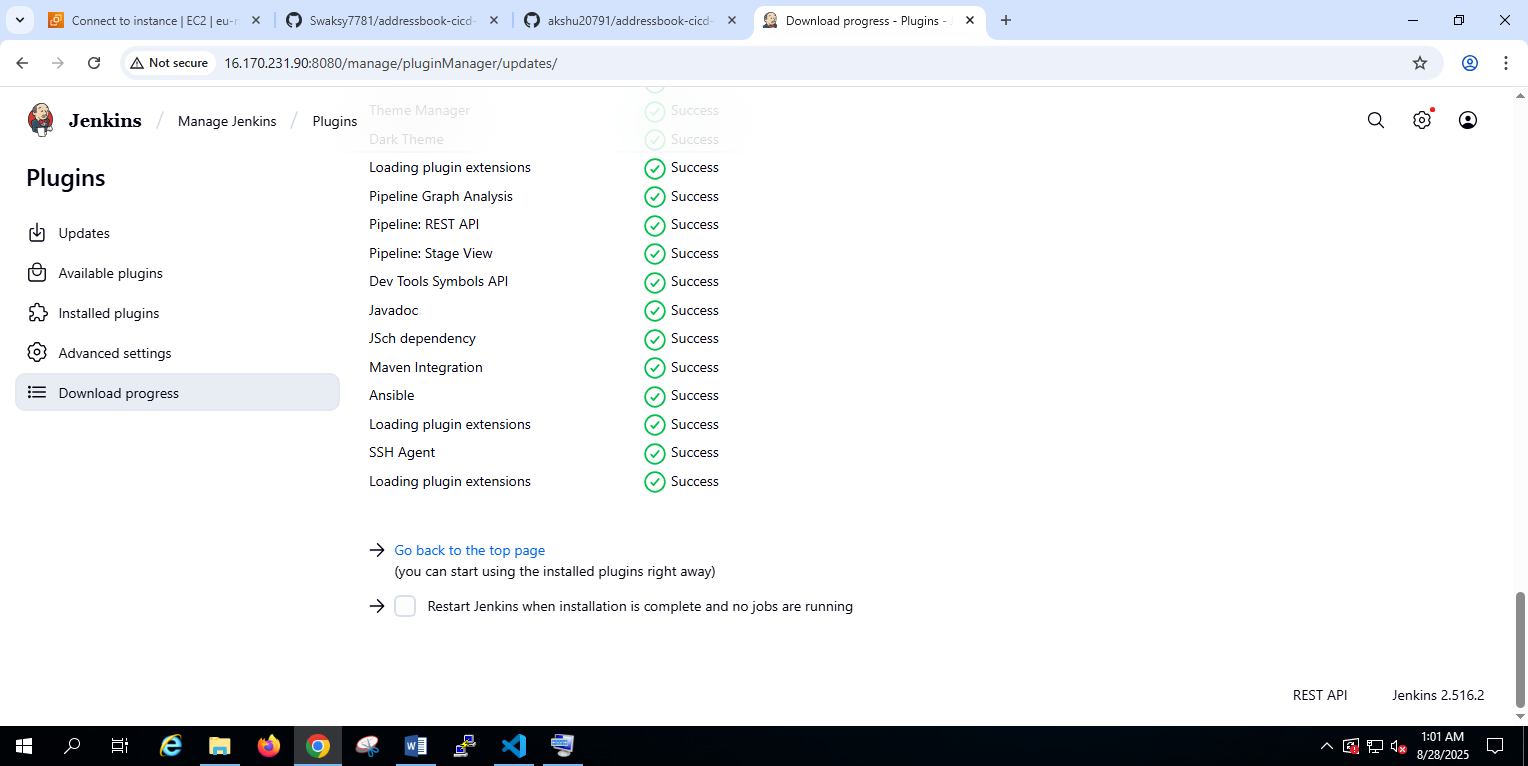 Connect to instance | EC2 | eu-n
Swaksy7781/addressbook-cicd-
akshu20791/addressbook-cicd-
Download progress - Plugins - J
Not secure
16.170.231.90:8080/manage/pluginManager/updates/
Jenkins / Manage Jenkins / Plugins
Theme Manager Success
Dark Theme Success
Plugins
Updates
Available plugins
Installed plugins
Advanced settings
Download progress
Loading plugin extensions Success
Pipeline Graph Analysis Success
Pipeline: REST API Success
Pipeline: Stage View Success
Dev Tools Symbols API Success
Javadoc Success
JSch dependency Success
Maven Integration Success
Ansible Success
Loading plugin extensions Success
SSH Agent Success
Loading plugin extensions Success
Go back to the top page
(you can start using the installed plugins right away)
Restart Jenkins when installation is complete and no jobs are running
REST API Jenkins 2.516.2
1:01 AM
8/28/2025